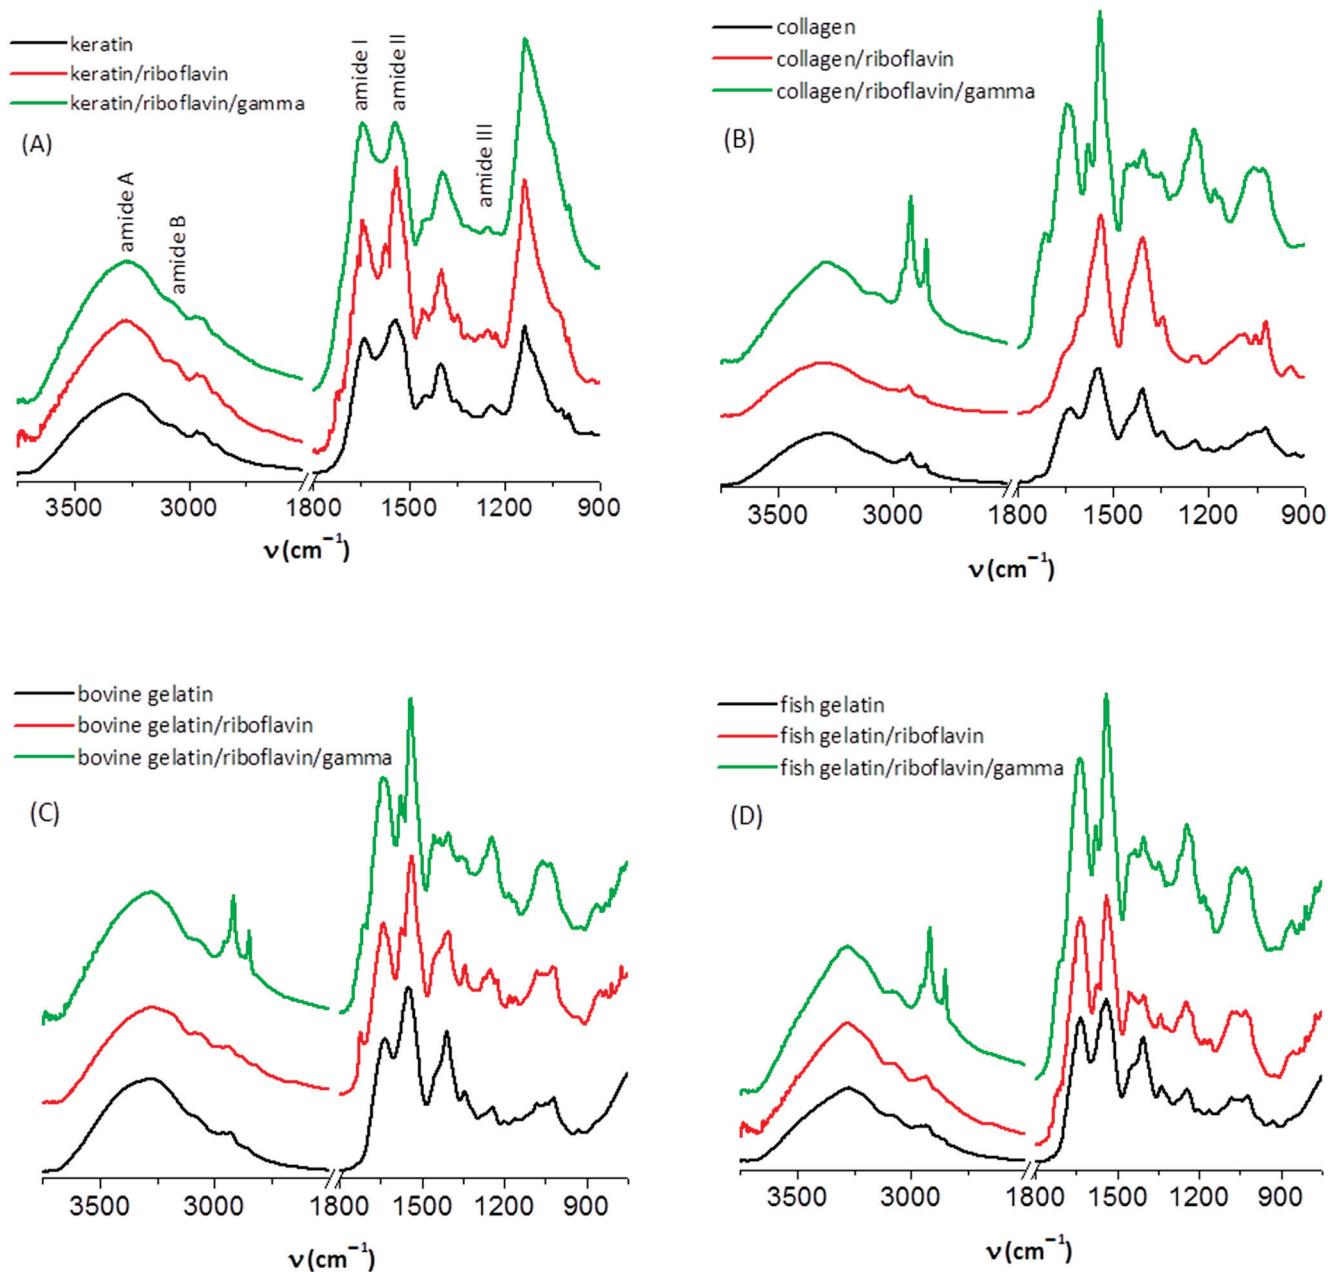 keratin
keratin/riboflavin
keratin/riboflavin/gamma
(A)
amide A
amide B
amide I
amide II
amide III
3500 3000 1800 1500 1200 900
ν (cm⁻¹)
collagen
collagen/riboflavin
collagen/riboflavin/gamma
(B)
3500 3000 1800 1500 1200 900
ν (cm⁻¹)
bovine gelatin
bovine gelatin/riboflavin
bovine gelatin/riboflavin/gamma
(C)
3500 3000 1800 1500 1200 900
ν (cm⁻¹)
fish gelatin
fish gelatin/riboflavin
fish gelatin/riboflavin/gamma
(D)
3500 3000 1800 1500 1200 900
ν (cm⁻¹)